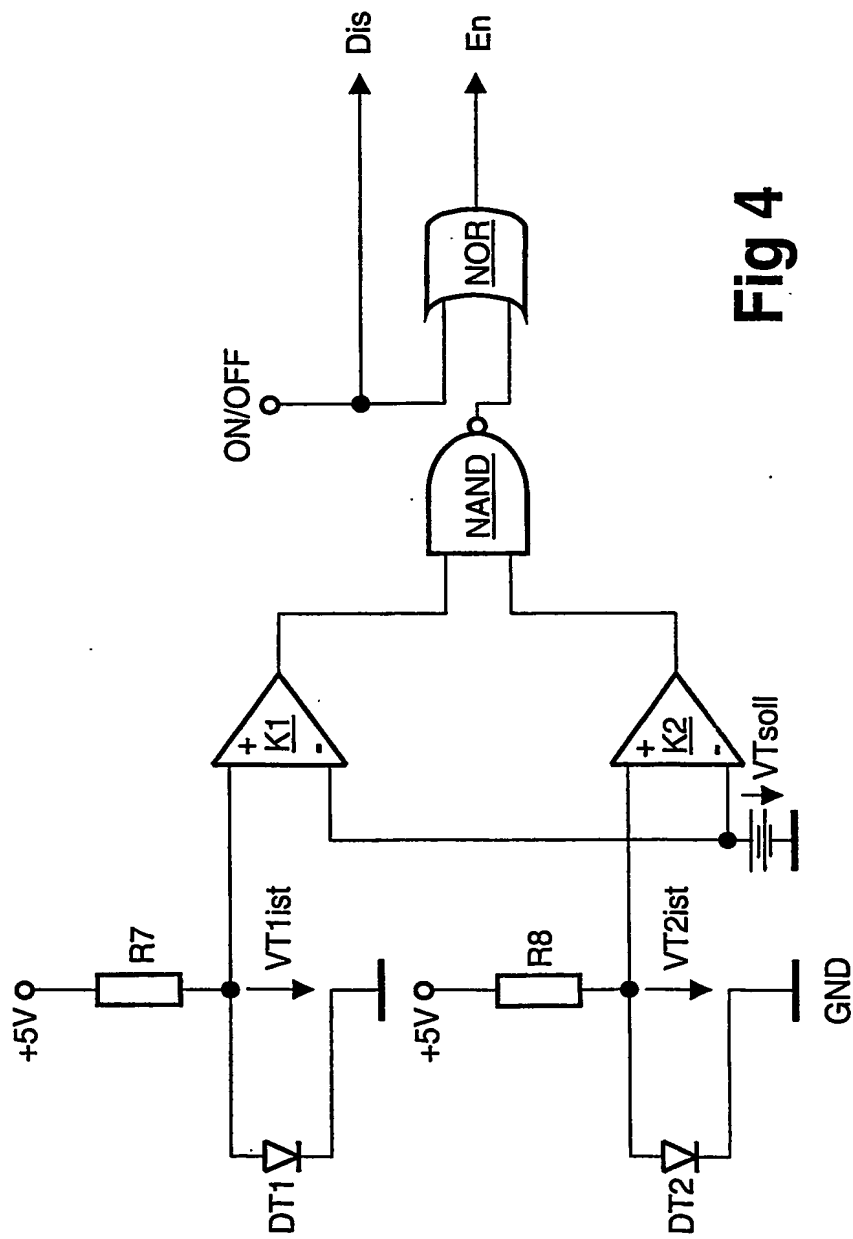 +5V
R7
VT1ist
DT1
+
K1
-
ON/OFF
Dis
NAND
NOR
En
+5V
R8
VT2ist
DT2
+
K2
-
VTsoll
GND
Fig 4